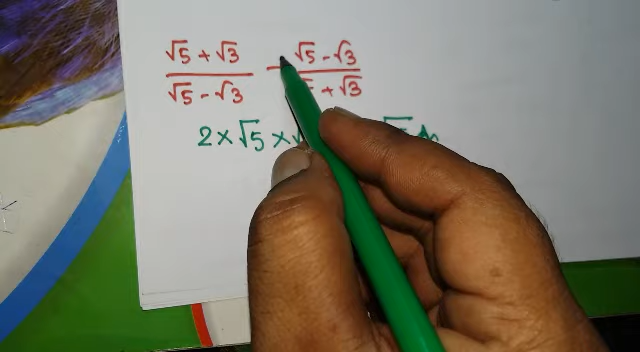 √5 + √3 / √5 - √3 - √5 - √3 / + √3
2 × √5 ×